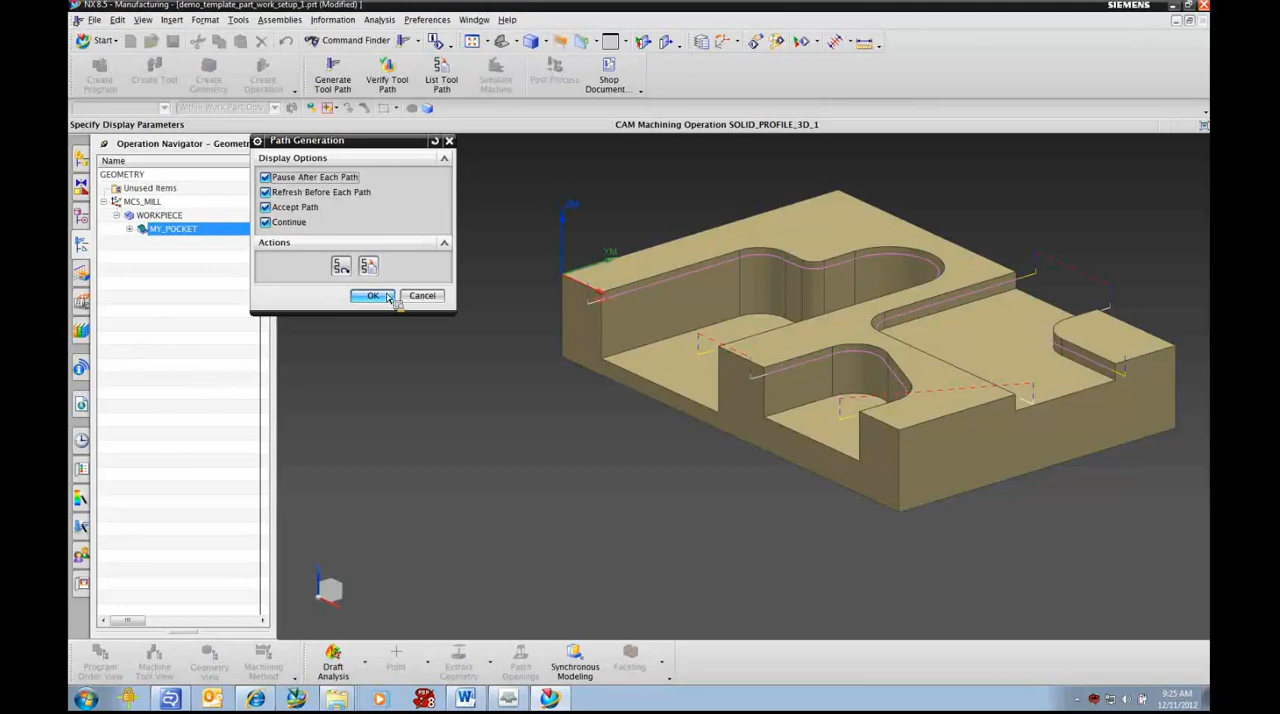 NX 8.5 - Manufacturing - [demo_template_part_work_setup_1.prt (Modified) ]
SIEMENS
File Edit View Insert Format Tools Assemblies Information Analysis Preferences Window Help
Start Command Finder
Create Program
Create Tool
Create Geometry
Create Operation
Generate Tool Path
Verify Tool Path
List Tool Path
Simulate Machine
Post Process
Shop Document...
Within Work Part Only
Specify Display Parameters
CAM Machining Operation SOLID_PROFILE_3D_1
Operation Navigator - Geometr
Name
GEOMETRY
Unused Items
MCS_MILL
WORKPIECE
MY_POCKET
Path Generation
Display Options
Pause After Each Path
Refresh Before Each Path
Accept Path
Continue
Actions
OK Cancel
ZM
YM
Program Order View
Machine Tool View
Geometry View
Machining Method
Draft Analysis
Point
Extract Geometry
Patch Openings
Synchronous Modeling
Faceting
9:25 AM
12/11/2012